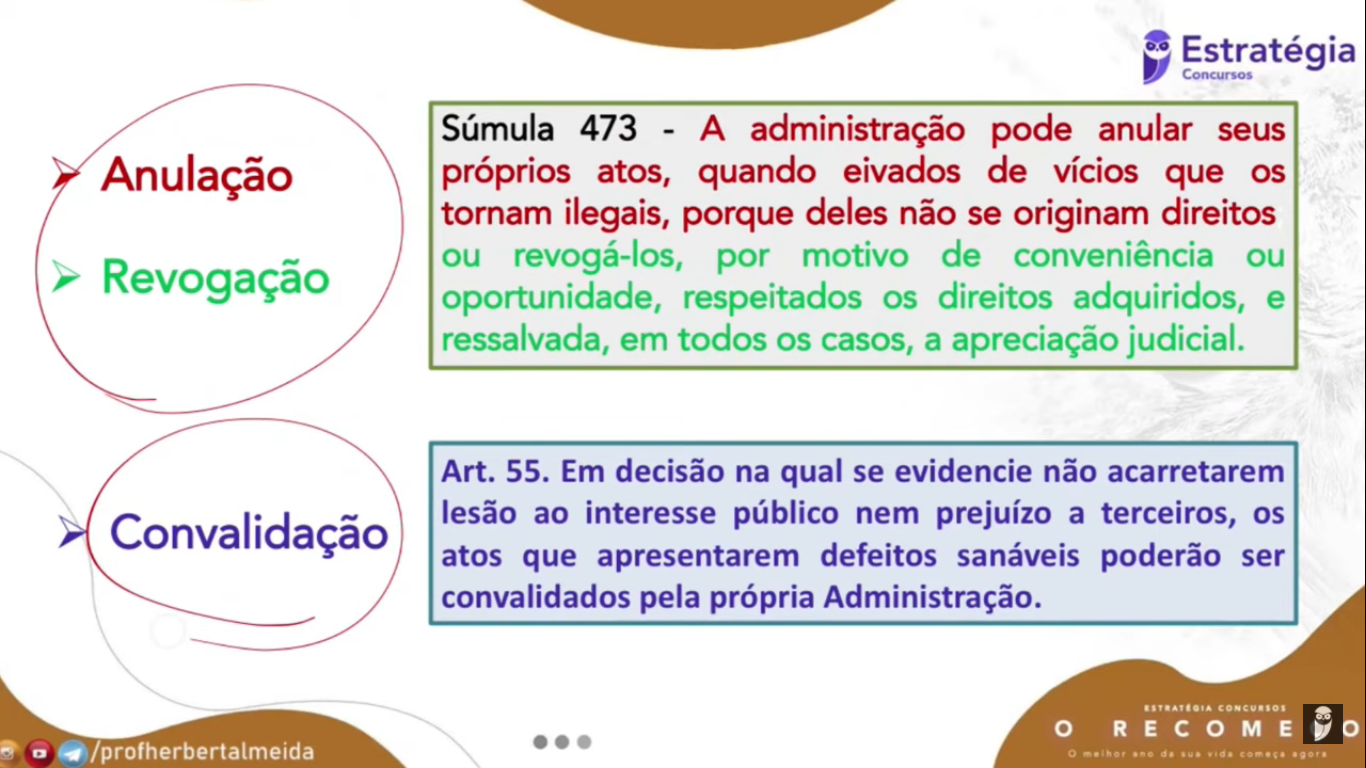 Estratégia
Concursos
Anulação
Revogação
Súmula 473 - A administração pode anular seus
próprios atos, quando eivados de vícios que os
tornam ilegais, porque deles não se originam direitos;
ou revogá-los, por motivo de conveniência ou
oportunidade, respeitados os direitos adquiridos, e
ressalvada, em todos os casos, a apreciação judicial.
Convalidação
Art. 55. Em decisão na qual se evidencie não acarretarem
lesão ao interesse público nem prejuízo a terceiros, os
atos que apresentarem defeitos sanáveis poderão ser
convalidados pela própria Administração.
/profherbertalmeida
ESTRATÉGIA CONCURSOS
O melhor ano da sua vida começa agora